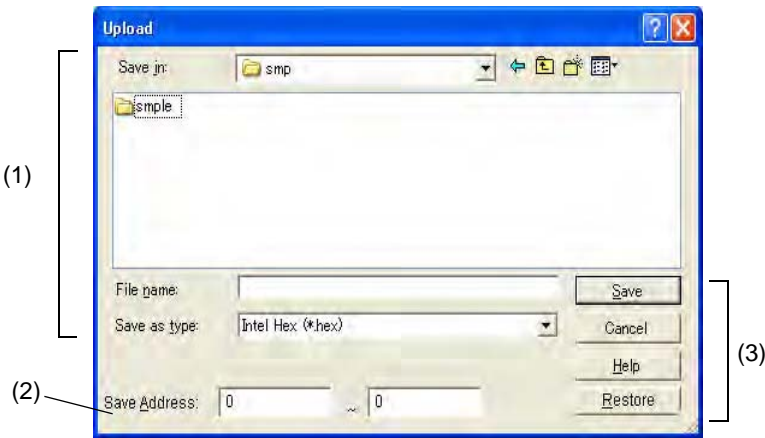 Upload
Save in: smp
smple
(1)
File name: Save
Save as type: Intel Hex (*.hex) Cancel
(3)
Help
(2)
Save Address: 0 ~ 0 Restore